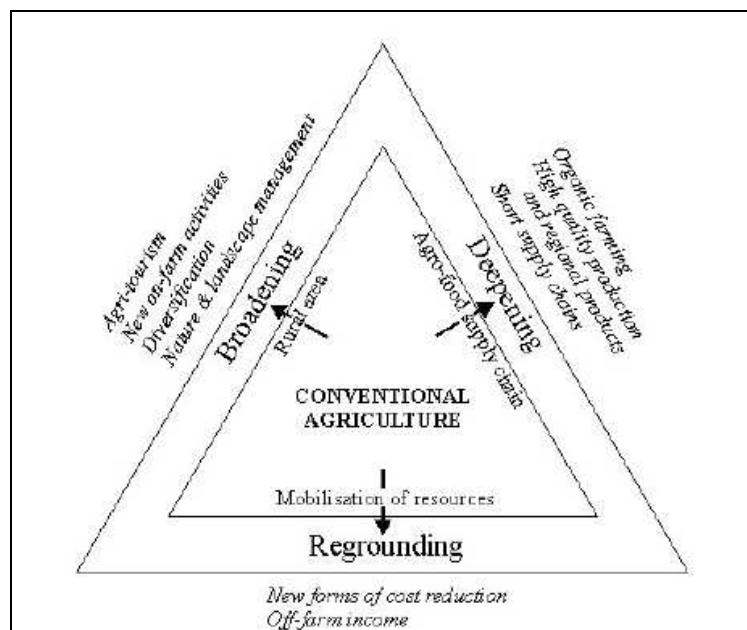 Agri-tourism
New on-farm activities
Diversification
Nature & landscape management
Broadening
Rural area
Organic farming
High quality production
and regional products
Short supply chains
Deepening
Agro-food supply chain
CONVENTIONAL
AGRICULTURE
Mobilisation of resources
Regrounding
New forms of cost reduction
Off-farm income